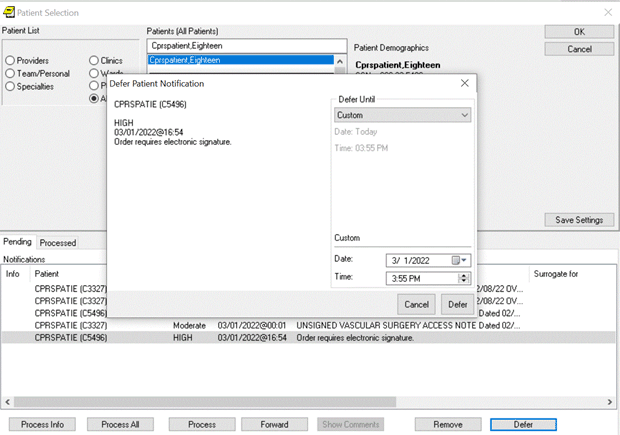 Patient Selection
Patient List
Patients (All Patients)
OK
Cprspatient,Eighteen
Cancel
Providers
Clinics
Cprspatient,Eighteen
Patient Demographics
Team/Personal
Cprspatient,Eighteen
Specialties
Defer Patient Notification
CPRSPATIE (C5496)
HIGH
03/01/2022@16:54
Order requires electronic signature.
Defer Until
Custom
Date: Today
Time: 03:55 PM
Custom
Date:
3/ 1/2022
Time:
3:55 PM
Cancel
Defer
Save Settings
Pending
Processed
Notifications
Info
Patient
Surrogate for
CPRSPATIE (C3327)
2/08/22 OV...
CPRSPATIE (C3327)
2/08/22 OV...
CPRSPATIE (C5496)
Dated 02/...
CPRSPATIE (C3327) Moderate 03/01/2022@00:01 UNSIGNED VASCULAR SURGERY ACCESS NOTE Dated 02/...
CPRSPATIE (C5496) HIGH 03/01/2022@16:54 Order requires electronic signature.
Process Info
Process All
Process
Forward
Show Comments
Remove
Defer